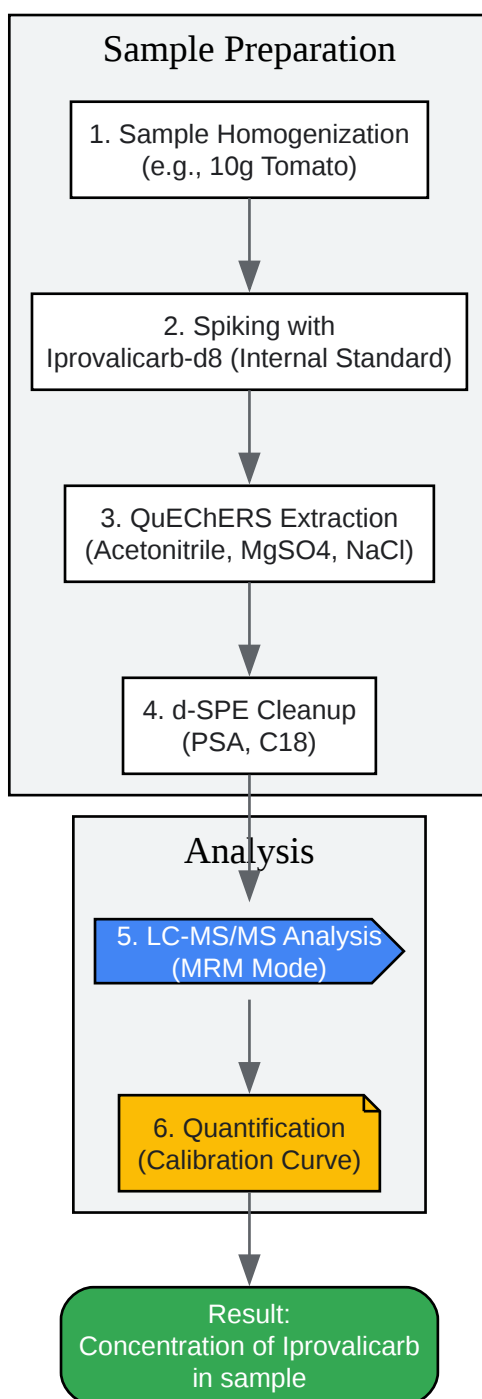 Sample Preparation
1. Sample Homogenization
(e.g., 10g Tomato)
2. Spiking with
Iprovalicarb-d8 (Internal Standard)
3. QuEChERS Extraction
(Acetonitrile, MgSO4, NaCl)
4. d-SPE Cleanup
(PSA, C18)
Analysis
5. LC-MS/MS Analysis
(MRM Mode)
6. Quantification
(Calibration Curve)
Result:
Concentration of Iprovalicarb
in sample